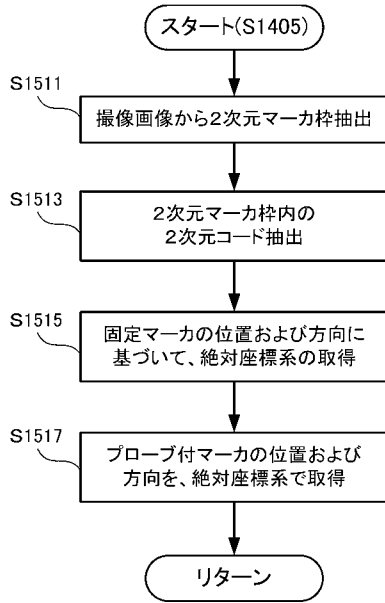 スタート(S1405)
S1511
撮像画像から2次元マーカ枠抽出
S1513
2次元マーカ枠内の
2次元コード抽出
S1515
固定マーカの位置および方向に
基づいて、絶対座標系の取得
S1517
プローブ付マーカの位置および
方向を、絶対座標系で取得
リターン